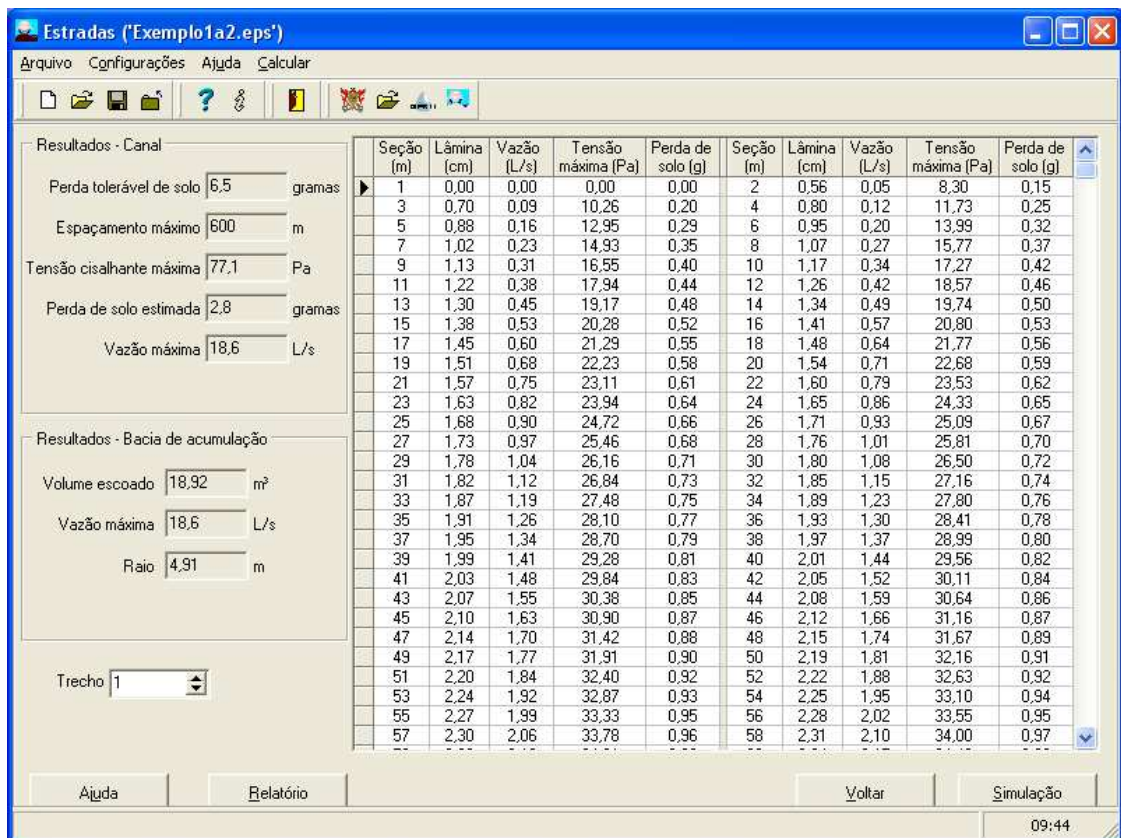 Estradas ('Exemplo1a2.eps')
Arquivo Configurações Ajuda Calcular
Resultados - Canal
Perda tolerável de solo 6,5 gramas
Espaçamento máximo 600 m
Tensão cisalhante máxima 77,1 Pa
Perda de solo estimada 2,8 gramas
Vazão máxima 18,6 L/s
Resultados - Bacia de acumulação
Volume escoado 18,92 m³
Vazão máxima 18,6 L/s
Raio 4,91 m
Trecho 1
Seção (m) Lâmina (cm) Vazão (L/s) Tensão máxima (Pa) Perda de solo (g) Seção (m) Lâmina (cm) Vazão (L/s) Tensão máxima (Pa) Perda de solo (g)
1 0,00 0,00 0,00 0,00 2 0,56 0,05 8,30 0,15
3 0,70 0,09 10,26 0,20 4 0,80 0,12 11,73 0,25
5 0,88 0,16 12,95 0,29 6 0,95 0,20 13,99 0,32
7 1,02 0,23 14,93 0,35 8 1,07 0,27 15,77 0,37
9 1,13 0,31 16,55 0,40 10 1,17 0,34 17,27 0,42
11 1,22 0,38 17,94 0,44 12 1,26 0,42 18,57 0,46
13 1,30 0,45 19,17 0,48 14 1,34 0,49 19,74 0,50
15 1,38 0,53 20,28 0,52 16 1,41 0,57 20,80 0,53
17 1,45 0,60 21,29 0,55 18 1,48 0,64 21,77 0,56
19 1,51 0,68 22,23 0,58 20 1,54 0,71 22,68 0,59
21 1,57 0,75 23,11 0,61 22 1,60 0,79 23,53 0,62
23 1,63 0,82 23,94 0,64 24 1,65 0,86 24,33 0,65
25 1,68 0,90 24,72 0,66 26 1,71 0,93 25,09 0,67
27 1,73 0,97 25,46 0,68 28 1,76 1,01 25,81 0,70
29 1,78 1,04 26,16 0,71 30 1,80 1,08 26,50 0,72
31 1,82 1,12 26,84 0,73 32 1,85 1,15 27,16 0,74
33 1,87 1,19 27,48 0,75 34 1,89 1,23 27,80 0,76
35 1,91 1,26 28,10 0,77 36 1,93 1,30 28,41 0,78
37 1,95 1,34 28,70 0,79 38 1,97 1,37 28,99 0,80
39 1,99 1,41 29,28 0,81 40 2,01 1,44 29,56 0,82
41 2,03 1,48 29,84 0,83 42 2,05 1,52 30,11 0,84
43 2,07 1,55 30,38 0,85 44 2,08 1,59 30,64 0,86
45 2,10 1,63 30,90 0,87 46 2,12 1,66 31,16 0,87
47 2,14 1,70 31,42 0,88 48 2,15 1,74 31,67 0,89
49 2,17 1,77 31,91 0,90 50 2,19 1,81 32,16 0,91
51 2,20 1,84 32,40 0,92 52 2,22 1,88 32,63 0,92
53 2,24 1,92 32,87 0,93 54 2,25 1,95 33,10 0,94
55 2,27 1,99 33,33 0,95 56 2,28 2,02 33,55 0,95
57 2,30 2,06 33,78 0,96 58 2,31 2,10 34,00 0,97
Ajuda Relatório Voltar Simulação
09:44